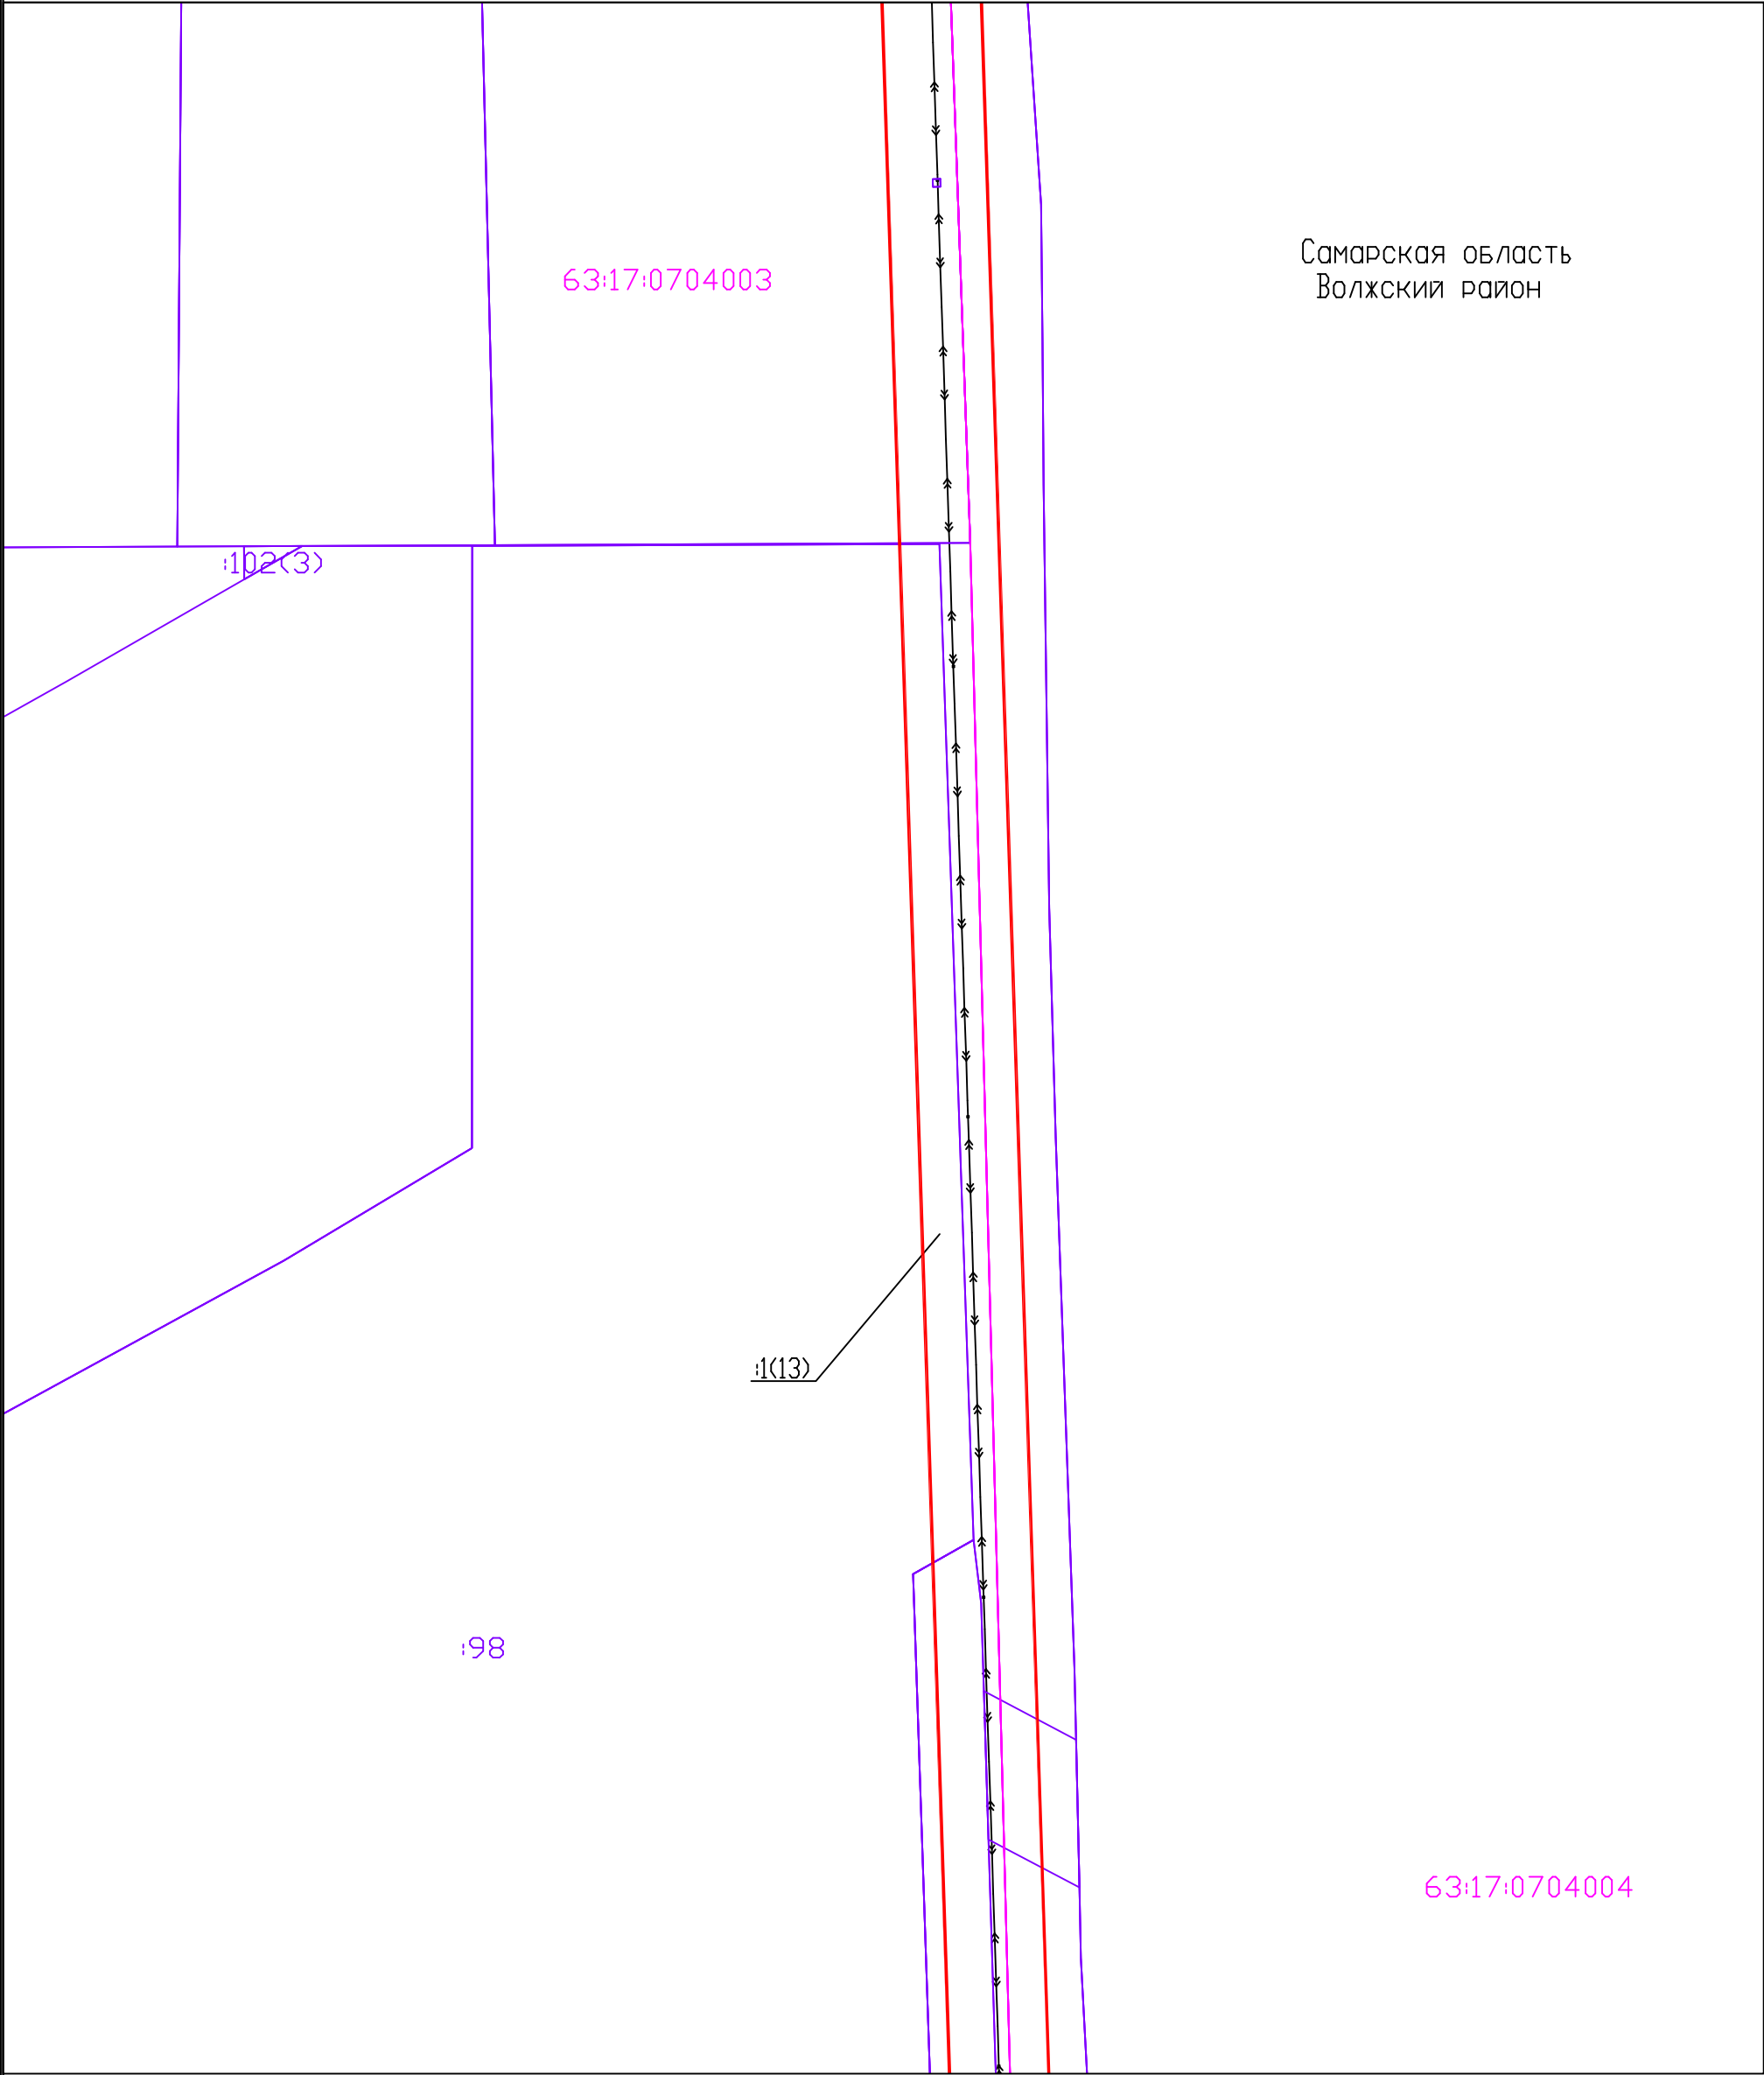 Самарская область
Волжский район
63:17:0704003
:102(3)
:1(13)
:98
63:17:0704004